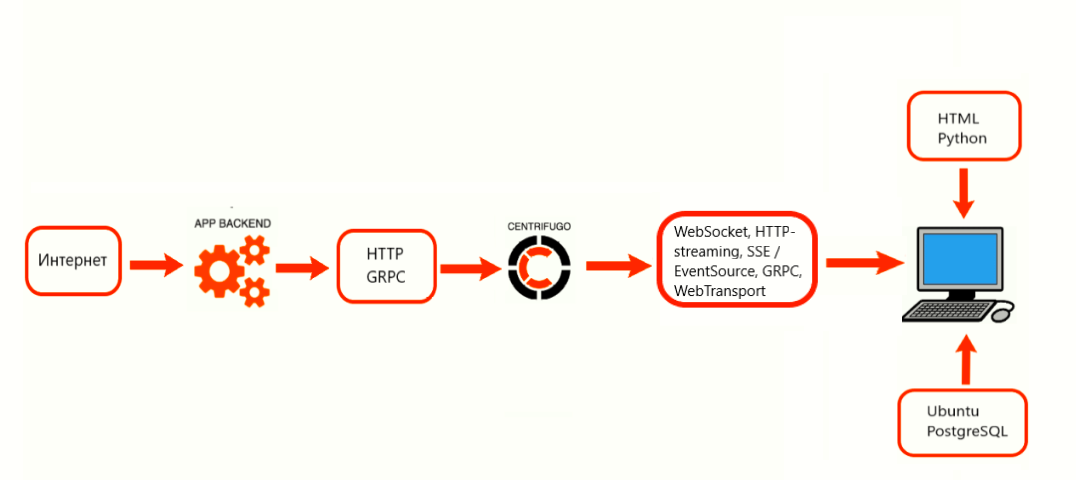 Интернет
APP BACKEND
HTTP
GRPC
CENTRIFUGO
WebSocket, HTTP-
streaming, SSE /
EventSource, GRPC,
WebTransport
HTML
Python
Ubuntu
PostgreSQL